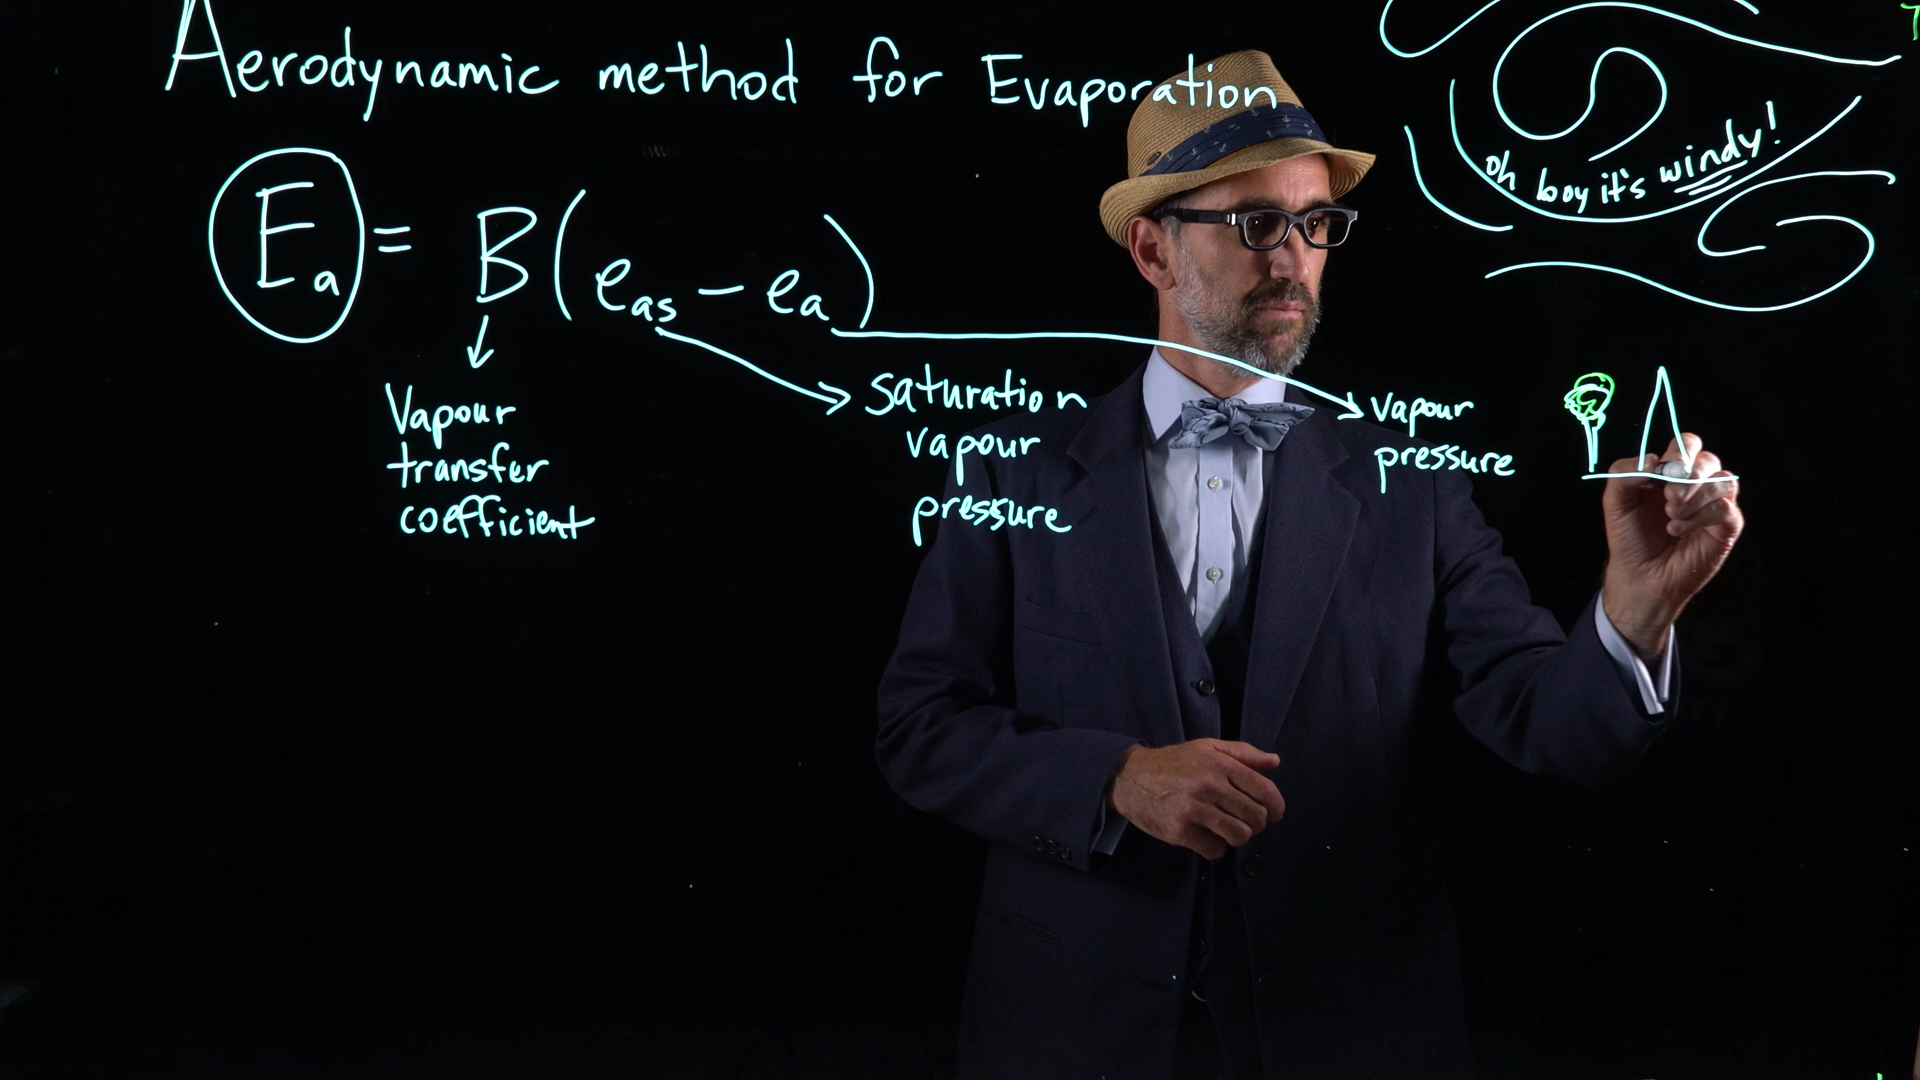 Aerodynamic method for Evaporation
oh boy it's windy!
Ea = B(eas - ea)
Vapour
transfer
coefficient
saturation
vapour
pressure
vapour
pressure